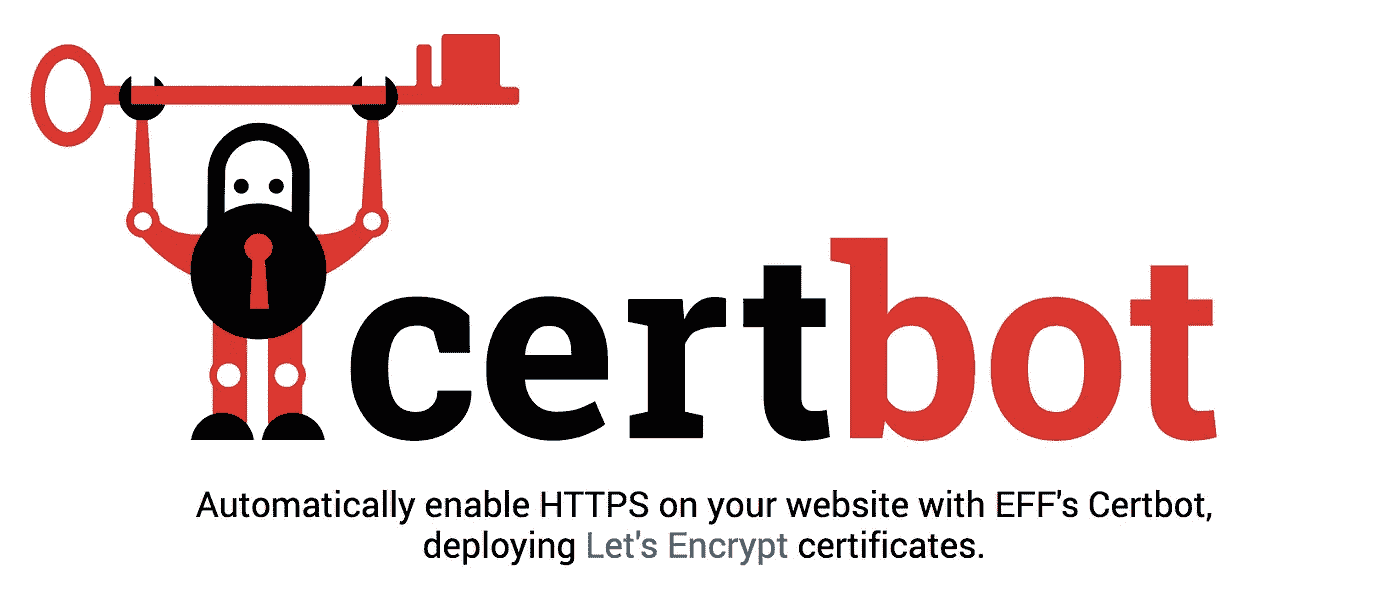 certbot
Automatically enable HTTPS on your website with EFF's Certbot,
deploying Let's Encrypt certificates.